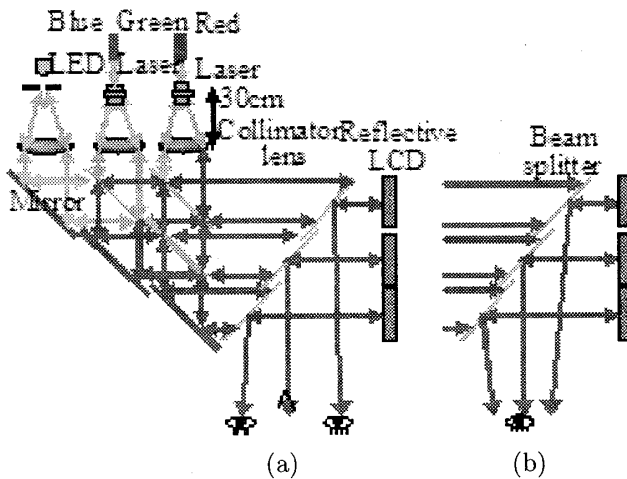 Blue Green Red
LED Laser
Laser
30cm
Collimator
lens
Reflective
LCD
Beam
splitter
Mirror
(a)
(b)